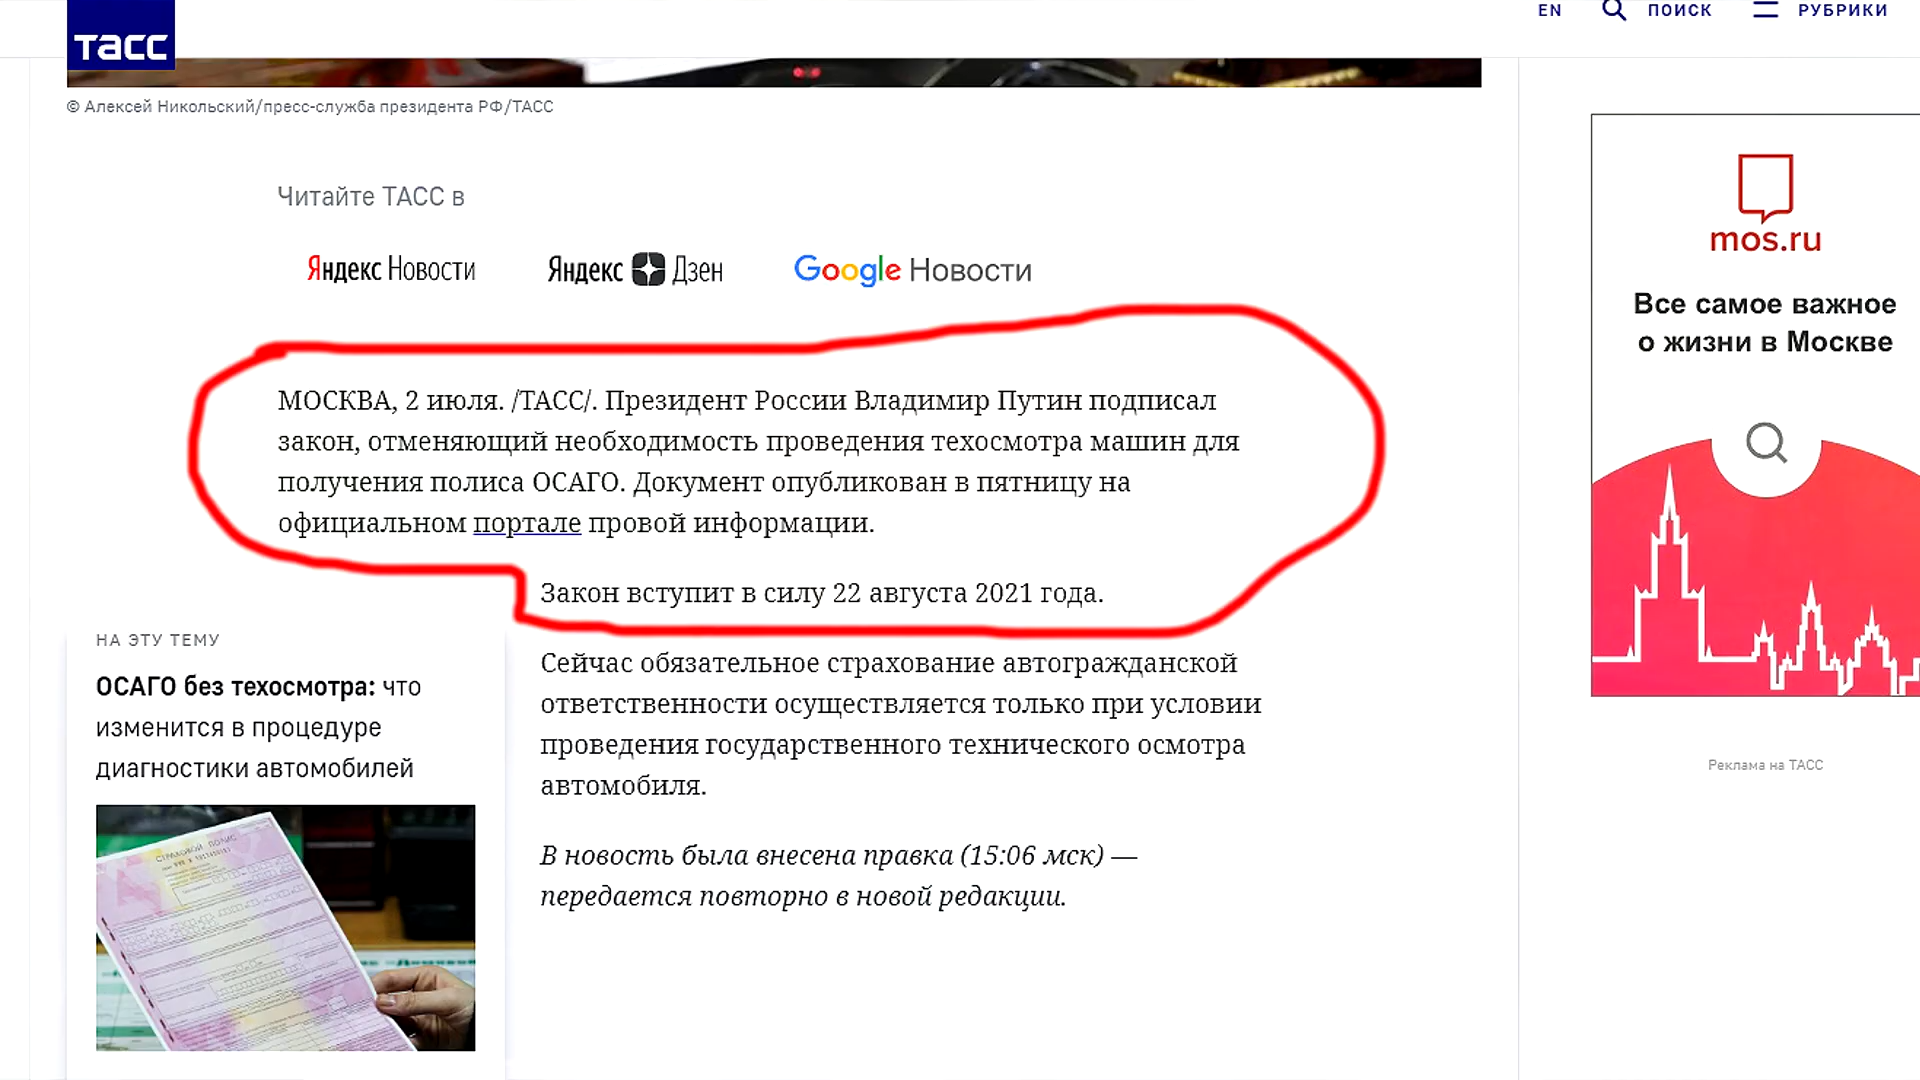 тасс
EN
ПОИСК
РУБРИКИ
© Алексей Никольский/пресс-служба президента РФ/ТАСС
Читайте ТАСС в
Яндекс Новости
Яндекс Дзен
Google Новости
МОСКВА, 2 июля. /ТАСС/. Президент России Владимир Путин подписал
закон, отменяющий необходимость проведения техосмотра машин для
получения полиса ОСАГО. Документ опубликован в пятницу на
официальном портале провой информации.
Закон вступит в силу 22 августа 2021 года.
Сейчас обязательное страхование автогражданской
ответственности осуществляется только при условии
проведения государственного технического осмотра
автомобиля.
В новость была внесена правка (15:06 мск) —
передается повторно в новой редакции.
НА ЭТУ ТЕМУ
ОСАГО без техосмотра: что
изменится в процедуре
диагностики автомобилей
СТРАХОВОЙ ПОЛИС
mos.ru
Все самое важное
о жизни в Москве
Реклама на ТАСС